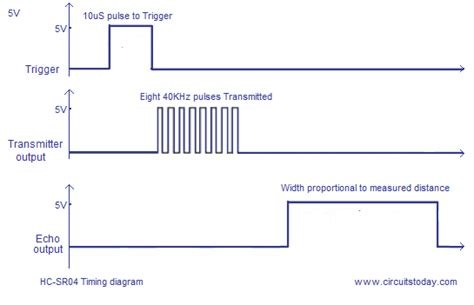 5V
10uS pulse to Trigger
5V
Trigger
Eight 40KHz pulses Transmitted
5V
Transmitter
output
Width proportional to measured distance
5V
Echo
output
HC-SR04 Timing diagram
www.circuitstoday.com